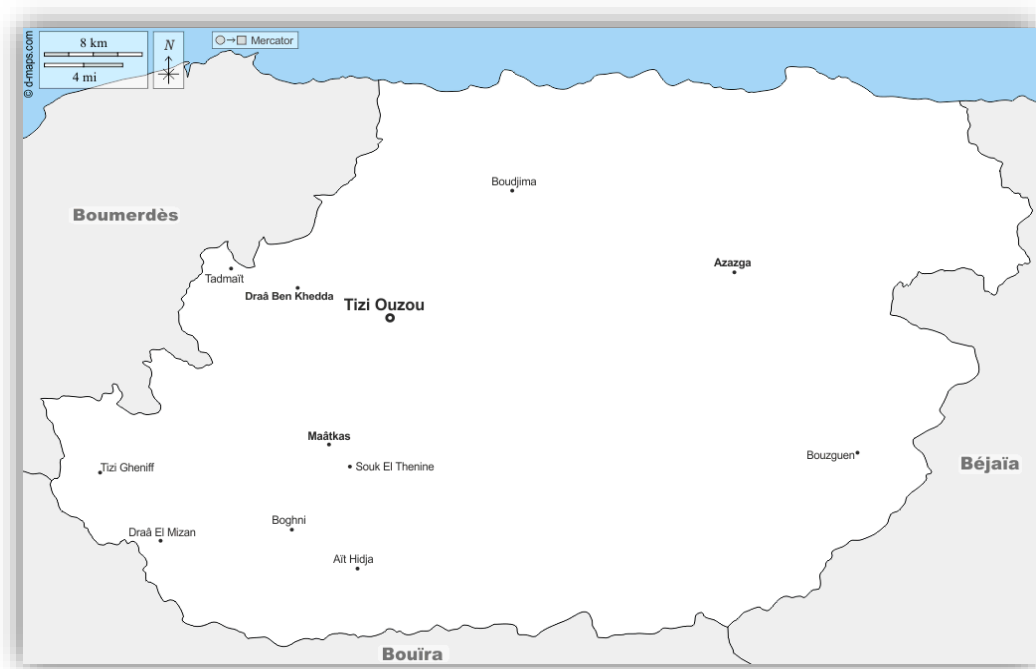 8 km
4 mi
N
Mercator
© d-maps.com
Boudjima
Boumerdès
Azazga
Tadmaït
Draâ Ben Khedda
Tizi Ouzou
Maâtkas
Tizi Gheniff
Souk El Thenine
Bouzguen
Béjaïa
Boghni
Draâ El Mizan
Aït Hidja
Bouïra